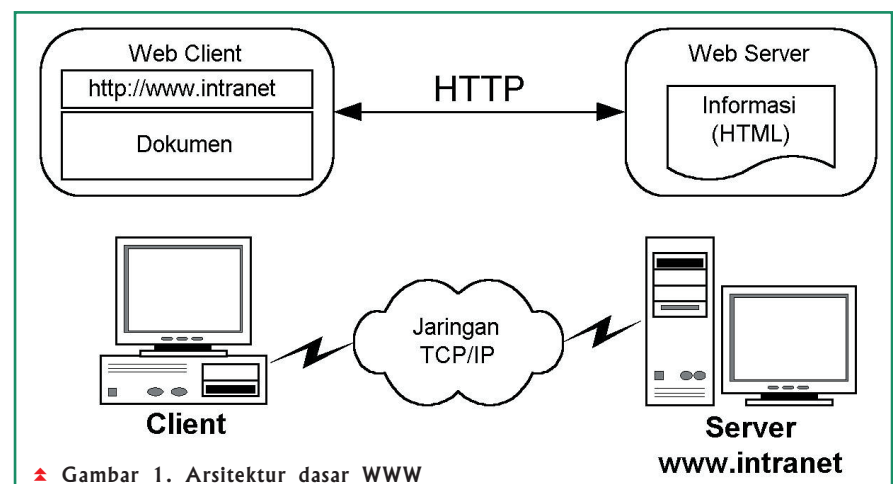 Web Client
http://www.intranet
Dokumen
HTTP
Web Server
Informasi
(HTML)
Client
Jaringan
TCP/IP
Server
www.intranet
Gambar 1. Arsitektur dasar WWW